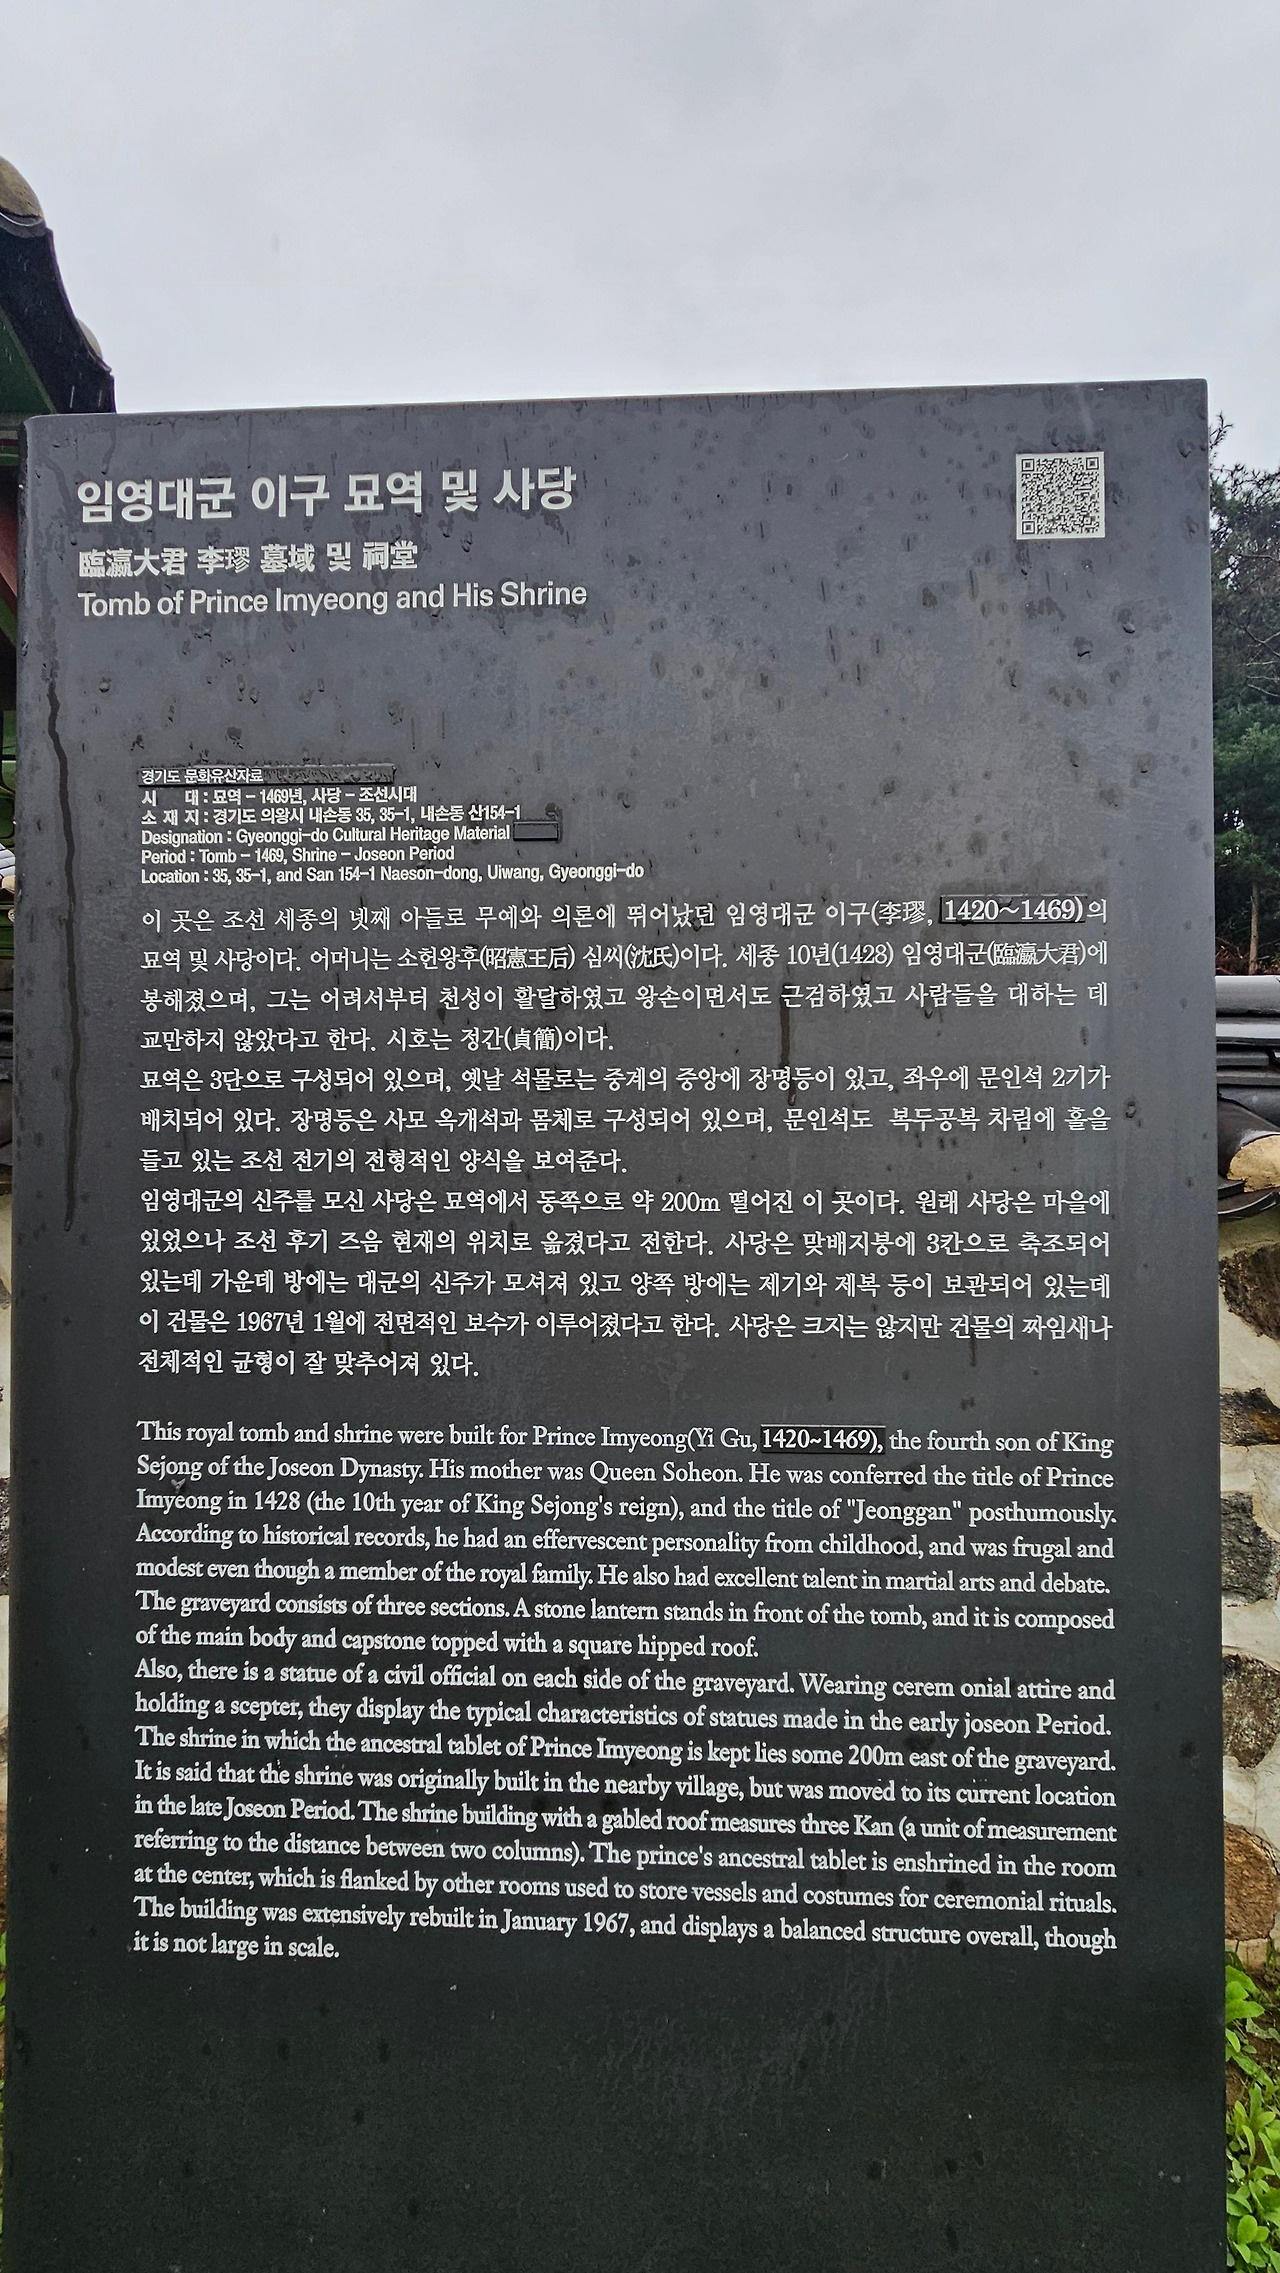 임영대군 이구 묘역 및 사당
臨瀛大君 李璆 墓域 및 祠堂
Tomb of Prince Imyeong and His Shrine
경기도 문화유산자료
시 대 : 묘역 - 1469년, 사당 - 조선시대
소 재 지 : 경기도 의왕시 내손동 35, 35-1, 내손동 산154-1
Designation : Gyeonggi-do Cultural Heritage Material
Period : Tomb - 1469, Shrine - Joseon Period
Location : 35, 35-1, and San 154-1 Naeson-dong, Uiwang, Gyeonggi-do
이 곳은 조선 세종의 넷째 아들로 무예와 의론에 뛰어났던 임영대군 이구(李璆, 1420~1469)의
묘역 및 사당이다. 어머니는 소헌왕후(昭憲王后) 심씨(沈氏)이다. 세종 10년(1428) 임영대군(臨瀛大君)에
봉해졌으며, 그는 어려서부터 천성이 활달하였고 왕손이면서도 근검하였고 사람들을 대하는 데
교만하지 않았다고 한다. 시호는 정간(貞簡)이다.
묘역은 3단으로 구성되어 있으며, 옛날 석물로는 중계의 중앙에 장명등이 있고, 좌우에 문인석 2기가
배치되어 있다. 장명등은 사모 옥개석과 몸체로 구성되어 있으며, 문인석도 복두공복 차림에 홀을
들고 있는 조선 전기의 전형적인 양식을 보여준다.
임영대군의 신주를 모신 사당은 묘역에서 동쪽으로 약 200m 떨어진 이 곳이다. 원래 사당은 마을에
있었으나 조선 후기 즈음 현재의 위치로 옮겼다고 전한다. 사당은 맞배지붕에 3칸으로 축조되어
있는데 가운데 방에는 대군의 신주가 모셔져 있고 양쪽 방에는 제기와 제복 등이 보관되어 있는데
이 건물은 1967년 1월에 전면적인 보수가 이루어졌다고 한다. 사당은 크지는 않지만 건물의 짜임새나
전체적인 균형이 잘 맞추어져 있다.
This royal tomb and shrine were built for Prince Imyeong(Yi Gu, 1420~1469), the fourth son of King
Sejong of the Joseon Dynasty. His mother was Queen Soheon. He was conferred the title of Prince
Imyeong in 1428 (the 10th year of King Sejong's reign), and the title of "Jeonggan" posthumously.
According to historical records, he had an effervescent personality from childhood, and was frugal and
modest even though a member of the royal family. He also had excellent talent in martial arts and debate.
The graveyard consists of three sections. A stone lantern stands in front of the tomb, and it is composed
of the main body and capstone topped with a square hipped roof.
Also, there is a statue of a civil official on each side of the graveyard. Wearing cerem onial attire and
holding a scepter, they display the typical characteristics of statues made in the early joseon Period.
The shrine in which the ancestral tablet of Prince Imyeong is kept lies some 200m east of the graveyard.
It is said that the shrine was originally built in the nearby village, but was moved to its current location
in the late Joseon Period. The shrine building with a gabled roof measures three Kan (a unit of measurement
referring to the distance between two columns). The prince's ancestral tablet is enshrined in the room
at the center, which is flanked by other rooms used to store vessels and costumes for ceremonial rituals.
The building was extensively rebuilt in January 1967, and displays a balanced structure overall, though
it is not large in scale.